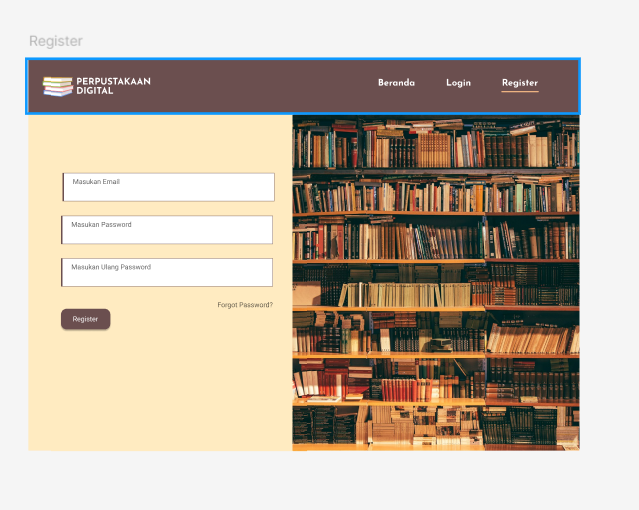 Register
PERPUSTAKAAN
DIGITAL
Beranda Login Register
Masukan Email
Masukan Password
Masukan Ulang Password
Forgot Password?
Register